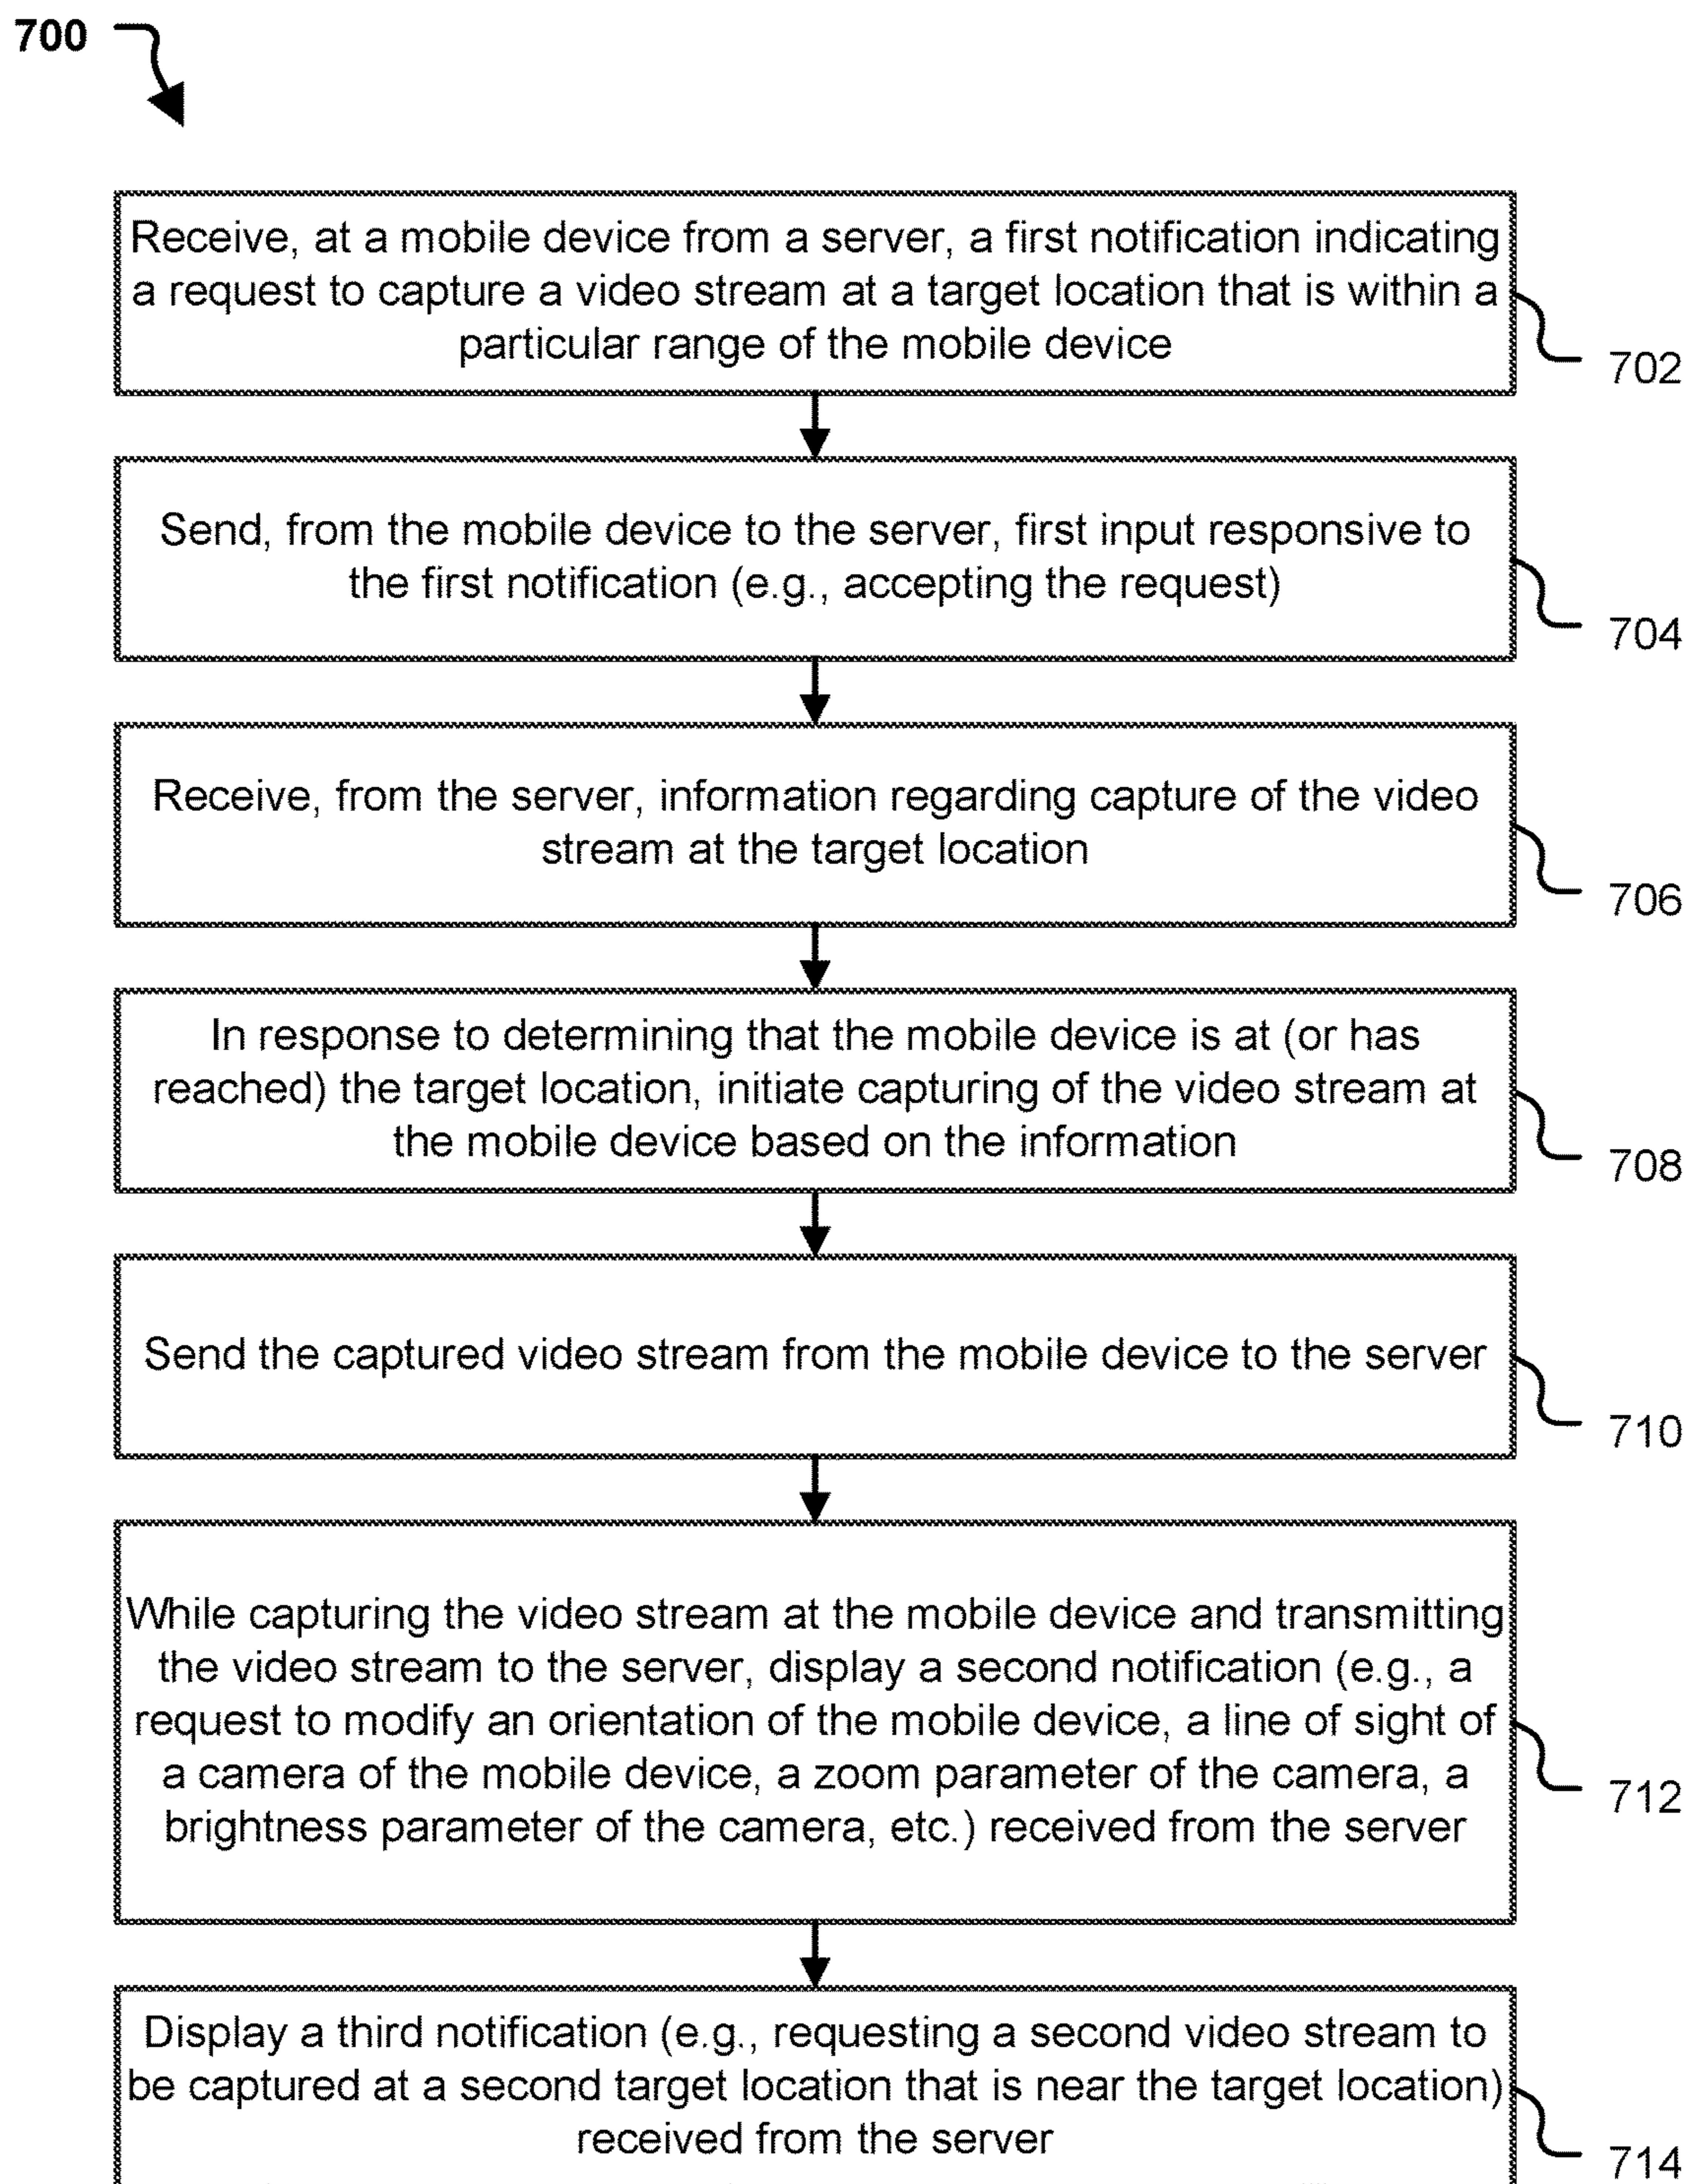 700
Receive, at a mobile device from a server, a first notification indicating
a request to capture a video stream at a target location that is within a
particular range of the mobile device
702
Send, from the mobile device to the server, first input responsive to
the first notification (e.g., accepting the request)
704
Receive, from the server, information regarding capture of the video
stream at the target location
706
In response to determining that the mobile device is at (or has
reached) the target location, initiate capturing of the video stream at
the mobile device based on the information
708
Send the captured video stream from the mobile device to the server
710
While capturing the video stream at the mobile device and transmitting
the video stream to the server, display a second notification (e.g., a
request to modify an orientation of the mobile device, a line of sight of
a camera of the mobile device, a zoom parameter of the camera, a
brightness parameter of the camera, etc.) received from the server
712
Display a third notification (e.g., requesting a second video stream to
be captured at a second target location that is near the target location)
received from the server
714